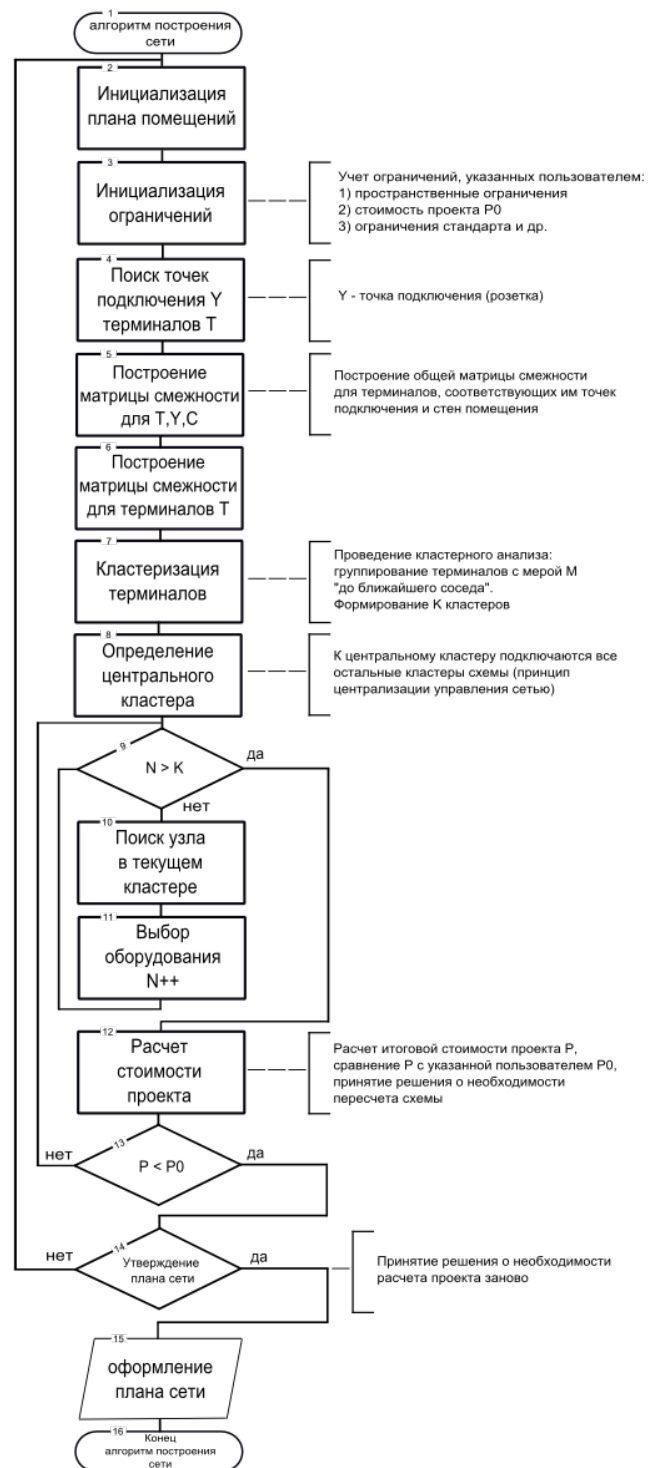 1
алгоритм построения
сети
2
Инициализация
плана помещений
3
Инициализация
ограничений
Учет ограничений, указанных пользователем:
1) пространственные ограничения
2) стоимость проекта P0
3) ограничения стандарта и др.
4
Поиск точек
подключения Y
терминалов T
Y - точка подключения (розетка)
5
Построение
матрицы смежности
для T,Y,C
Построение общей матрицы смежности
для терминалов, соответствующих им точек
подключения и стен помещения
6
Построение
матрицы смежности
для терминалов T
7
Кластеризация
терминалов
Проведение кластерного анализа:
группирование терминалов с мерой M
"до ближайшего соседа".
Формирование K кластеров
8
Определение
центрального
кластера
К центральному кластеру подключаются все
остальные кластеры схемы (принцип
централизации управления сетью)
9
N > K
да
нет
10
Поиск узла
в текущем
кластере
11
Выбор
оборудования
N++
12
Расчет
стоимости
проекта
Расчет итоговой стоимости проекта P,
сравнение P с указанной пользователем P0,
принятие решения о необходимости
пересчета схемы
13
P < P0
нет
да
14
Утверждение
плана сети
нет
да
Принятие решения о необходимости
расчета проекта заново
15
оформление
плана сети
16
Конец
алгоритм построения
сети